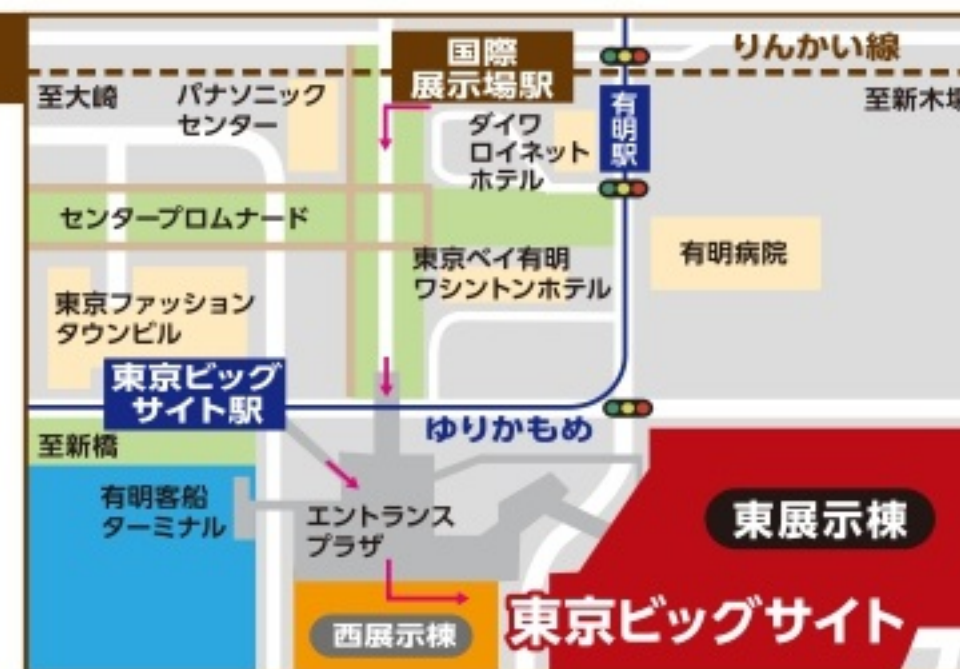 国際
展示場駅
りんかい線
至大崎
パナソニック
センター
ダイワ
ロイネット
ホテル
有明駅
センタープロムナード
東京ベイ有明
ワシントンホテル
有明病院
東京ファッション
タウンビル
東京ビッグ
サイト駅
ゆりかもめ
至新橋
有明客船
ターミナル
エントランス
プラザ
東展示棟
東京ビッグサイト
西展示棟